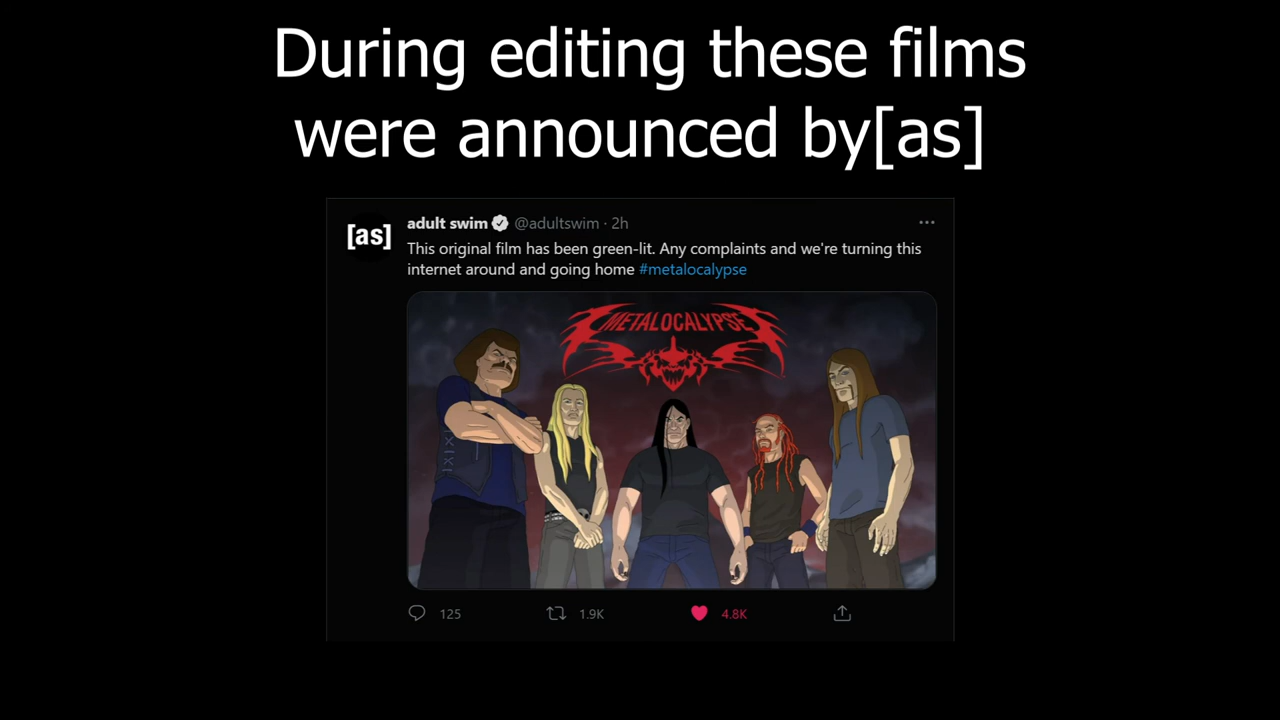 During editing these films
were announced by[as]
[as]
adult swim @adultswim · 2h
This original film has been green-lit. Any complaints and we're turning this
internet around and going home #metalocalypse
METALOCALYPSE
125 1.9K 4.8K